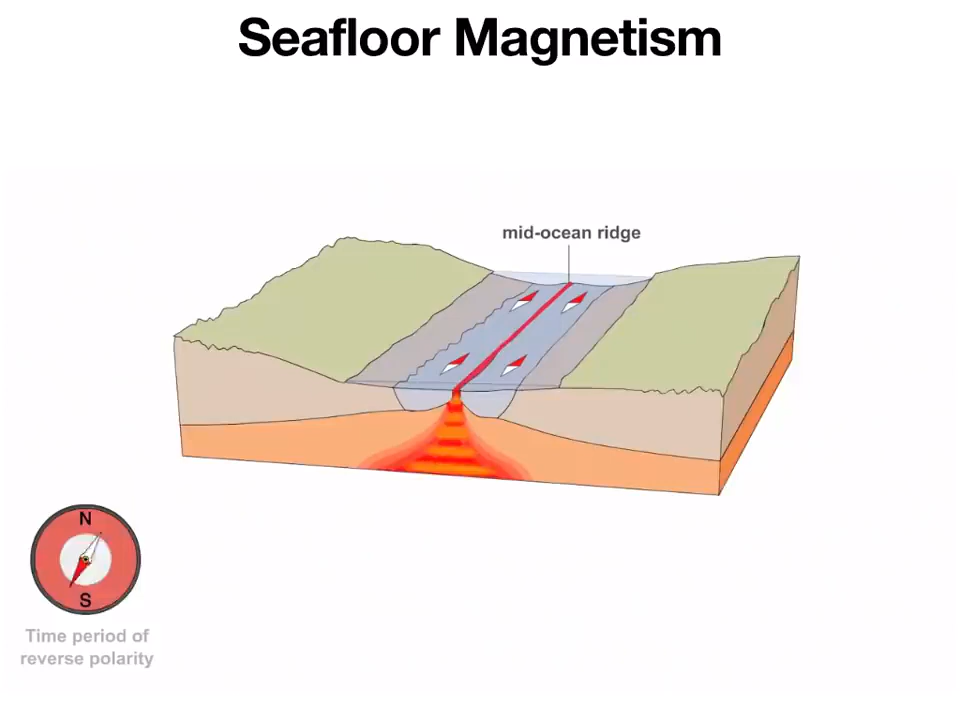 Seafloor Magnetism
mid-ocean ridge
N
S
Time period of
reverse polarity